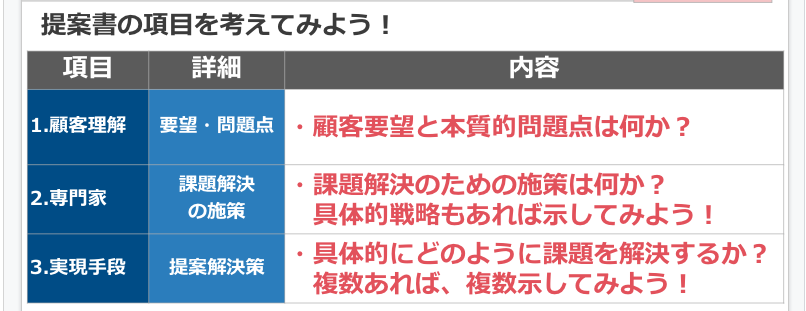 提案書の項目を考えてみよう！
項目 詳細 内容
1.顧客理解 要望・問題点 ・顧客要望と本質的問題点は何か？
2.専門家 課題解決
の施策 ・課題解決のための施策は何か？
具体的戦略もあれば示してみよう！
3.実現手段 提案解決策 ・具体的にどのように課題を解決するか？
複数あれば、複数示してみよう！